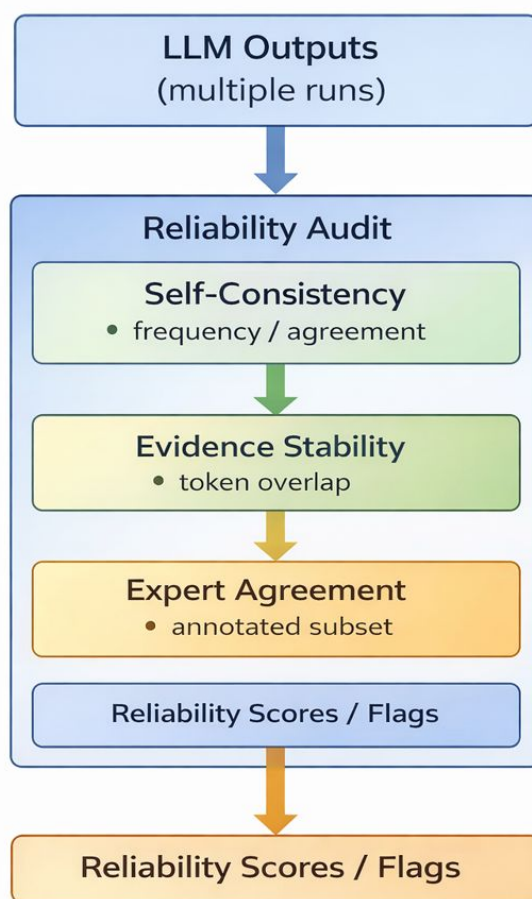 LLM Outputs
(multiple runs)
Reliability Audit
Self-Consistency
• frequency / agreement
Evidence Stability
• token overlap
Expert Agreement
• annotated subset
Reliability Scores / Flags
Reliability Scores / Flags